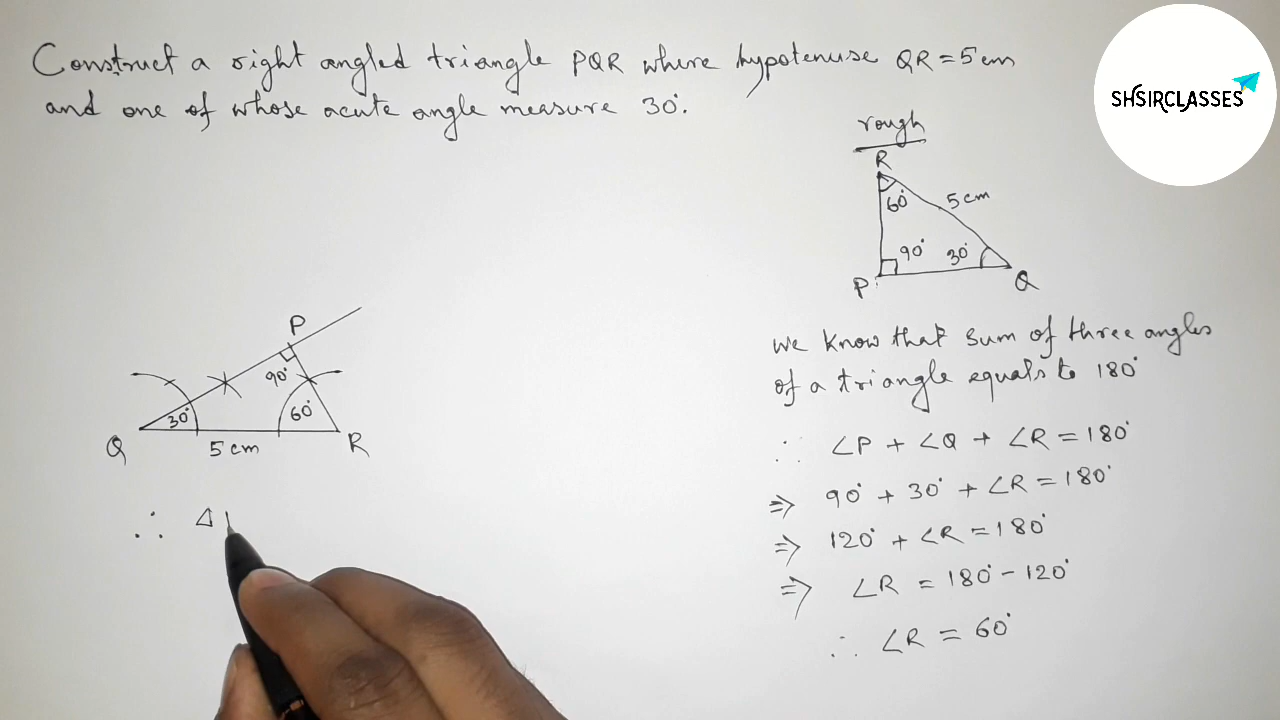 Construct a right angled triangle PQR where hypotenuse QR = 5 cm
and one of whose acute angle measure 30°.
SHSIRCLASSES
rough
R
60°
5 cm
90°
30°
P
Q
We know that sum of three angles
of a triangle equals to 180°
∴ ∠P + ∠Q + ∠R = 180°
⇒ 90° + 30° + ∠R = 180°
⇒ 120° + ∠R = 180°
⇒ ∠R = 180° - 120°
∴ ∠R = 60°
P
90°
30°
60°
Q
5 cm
R
∴ Δ